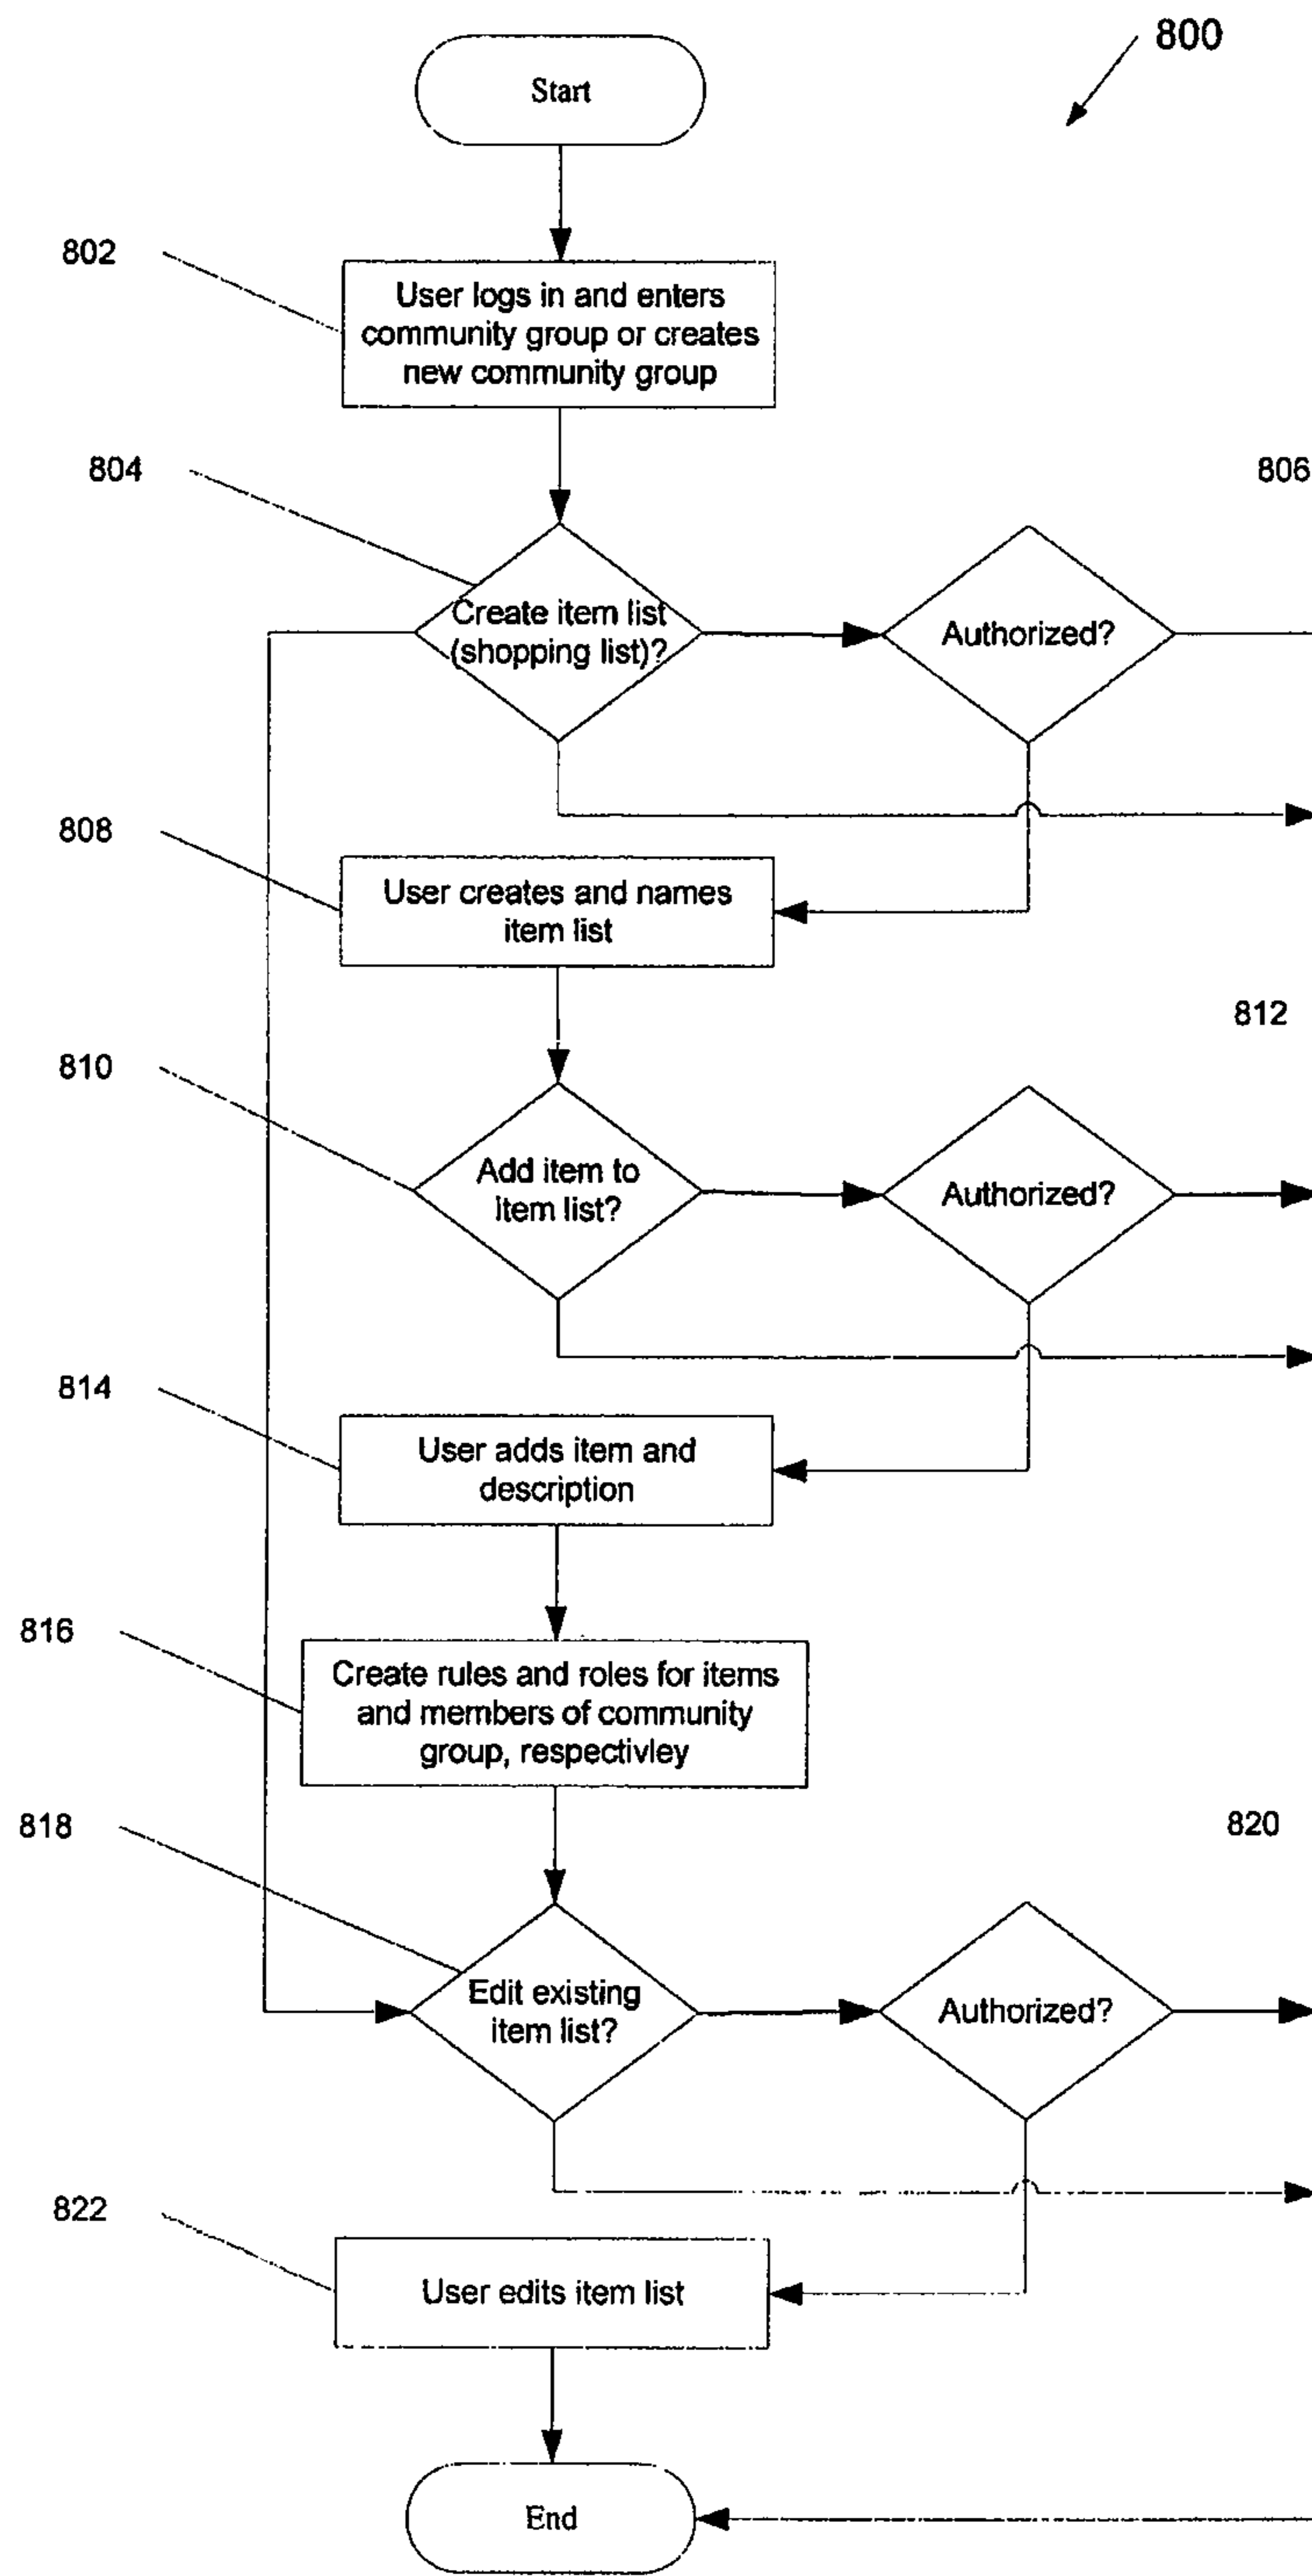 800
Start
802
User logs in and enters
community group or creates
new community group
804
806
Create item list
(shopping list)?
Authorized?
808
User creates and names
item list
812
810
Add item to
item list?
Authorized?
814
User adds item and
description
816
Create rules and roles for items
and members of community
group, respectivley
818
820
Edit existing
item list?
Authorized?
822
User edits item list
End